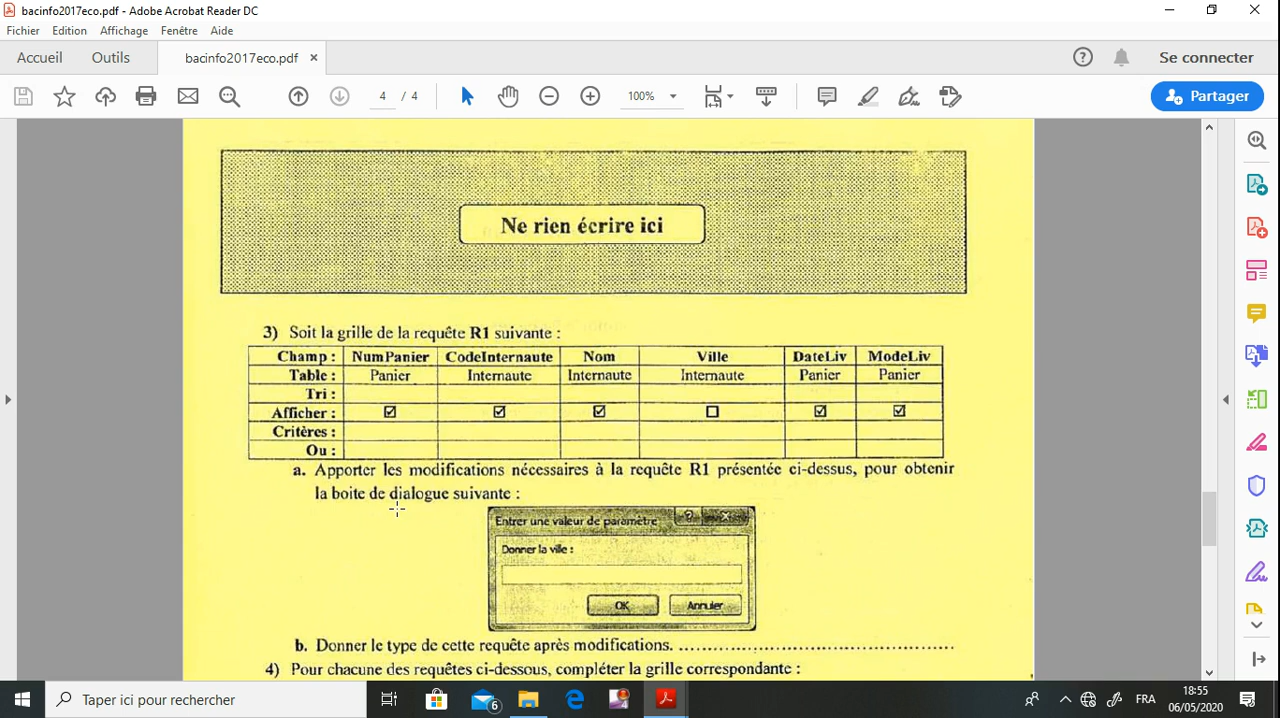 bacinfo2017eco.pdf - Adobe Acrobat Reader DC
Fichier Edition Affichage Fenêtre Aide
Accueil Outils bacinfo2017eco.pdf × Se connecter
4 / 4 100% Partager
Ne rien écrire ici
3) Soit la grille de la requête R1 suivante :
Champ : NumPanier CodeInternaute Nom Ville DateLiv ModeLiv
Table : Panier Internaute Internaute Internaute Panier Panier
Tri :
Afficher :
Critères :
Ou :
a. Apporter les modifications nécessaires à la requête R1 présentée ci-dessus, pour obtenir
la boite de dialogue suivante :
Entrer une valeur de paramètre
Donner la ville :
OK Annuler
b. Donner le type de cette requête après modifications. ..........................................................
4) Pour chacune des requêtes ci-dessous, compléter la grille correspondante :
Taper ici pour rechercher
6
4
FRA
18:55
06/05/2020